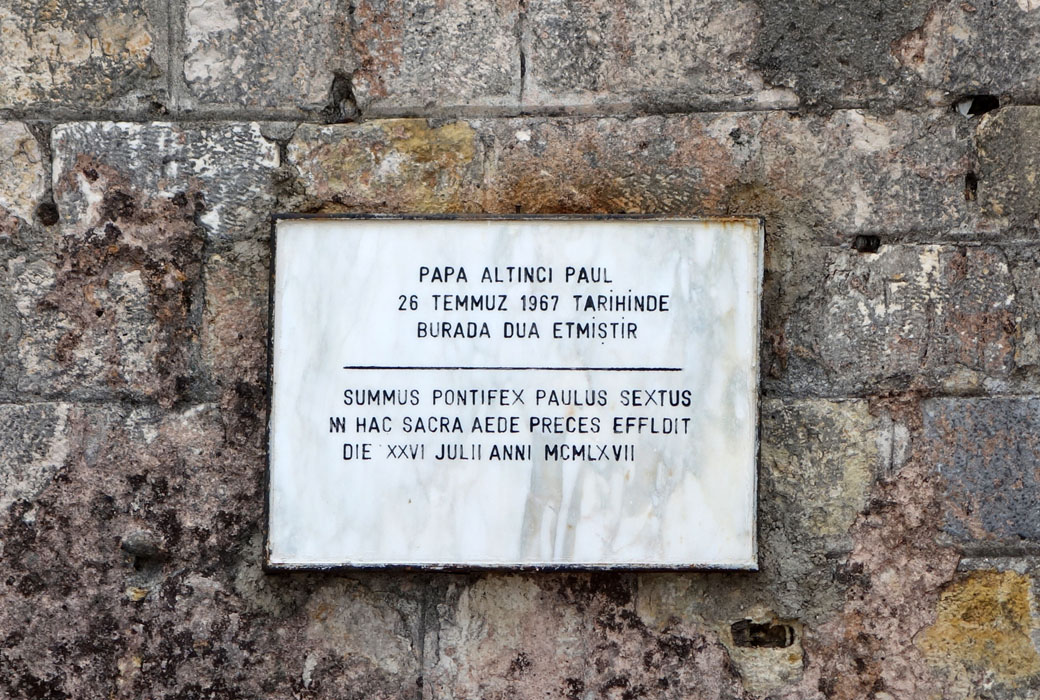 PAPA ALTINCI PAUL
26 TEMMUZ 1967 TARİHİNDE
BURADA DUA ETMİŞTİR
SUMMUS PONTIFEX PAULUS SEXTUS
IN HAC SACRA AEDE PRECES EFFLDIT
DIE XXVI JULII ANNI MCMLXVII